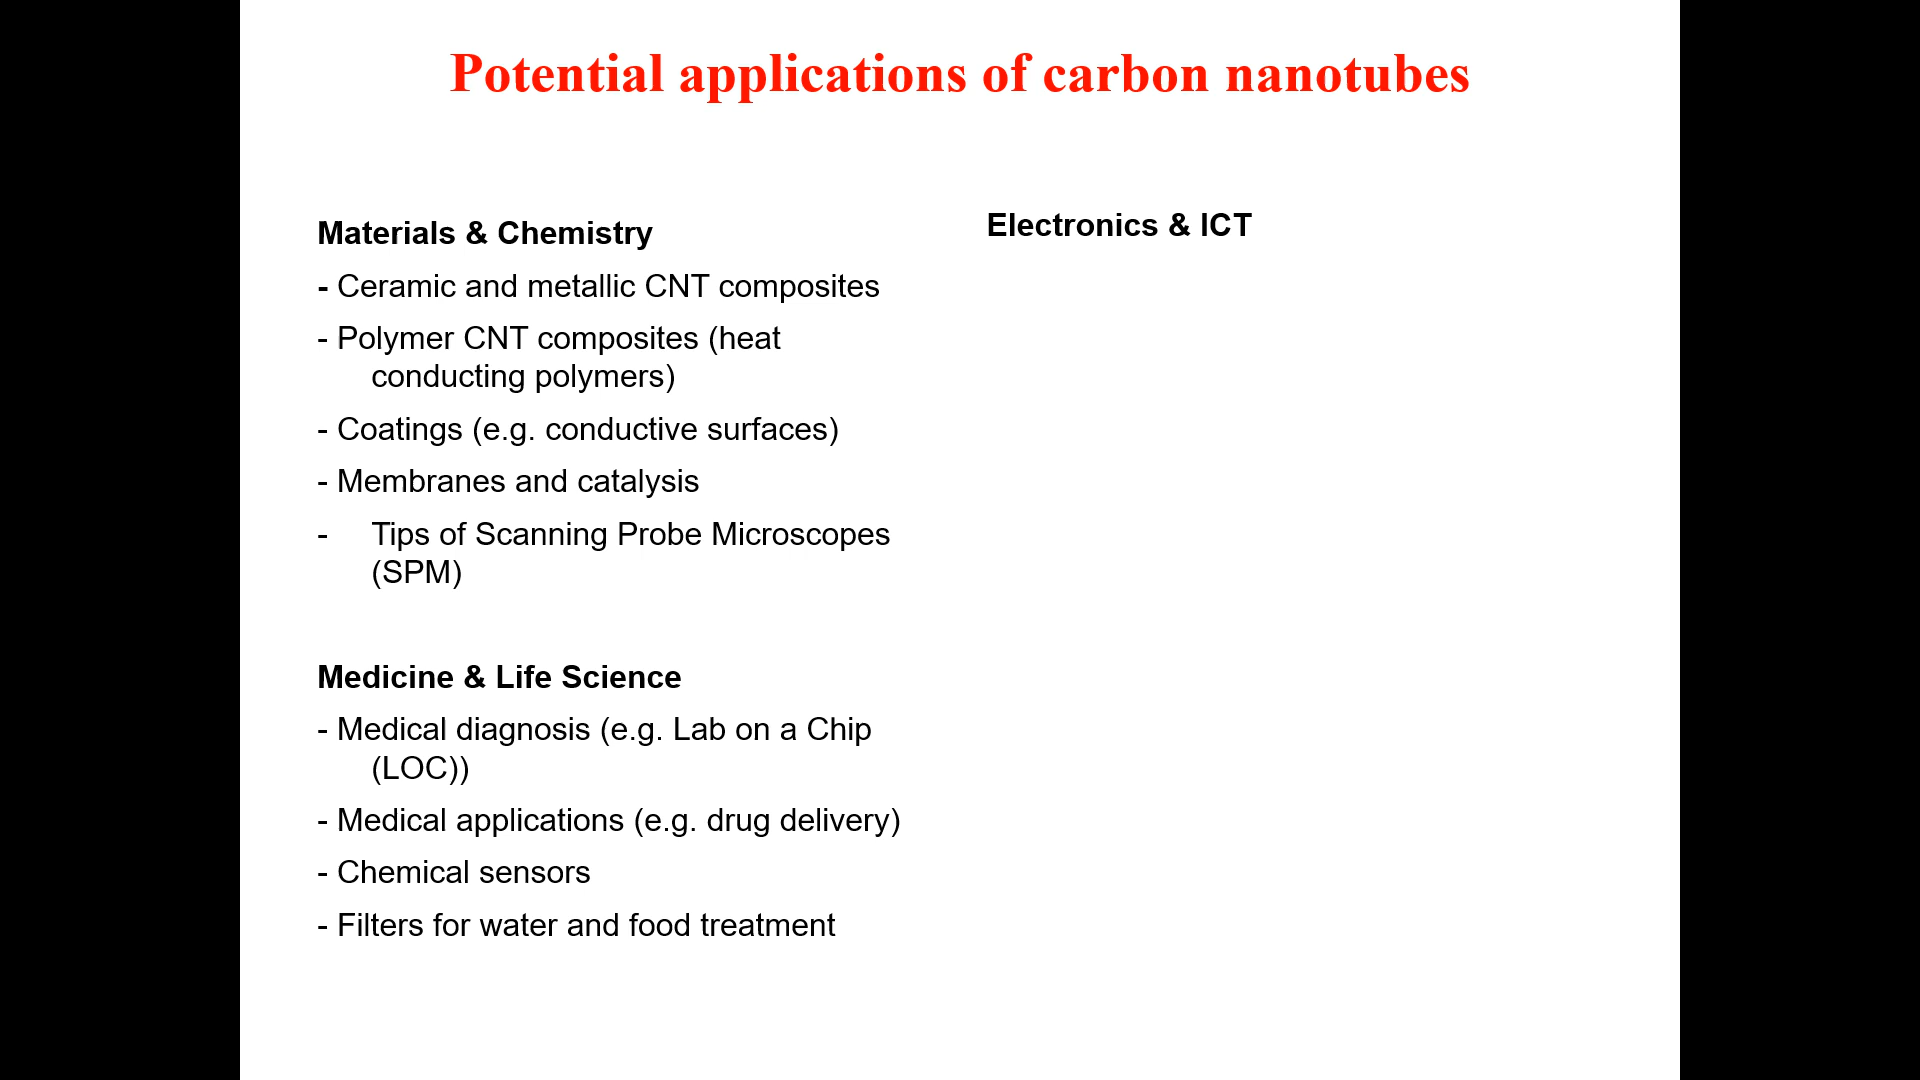 Potential applications of carbon nanotubes
Materials & Chemistry
- Ceramic and metallic CNT composites
- Polymer CNT composites (heat
conducting polymers)
- Coatings (e.g. conductive surfaces)
- Membranes and catalysis
- Tips of Scanning Probe Microscopes
(SPM)
Medicine & Life Science
- Medical diagnosis (e.g. Lab on a Chip
(LOC))
- Medical applications (e.g. drug delivery)
- Chemical sensors
- Filters for water and food treatment
Electronics & ICT